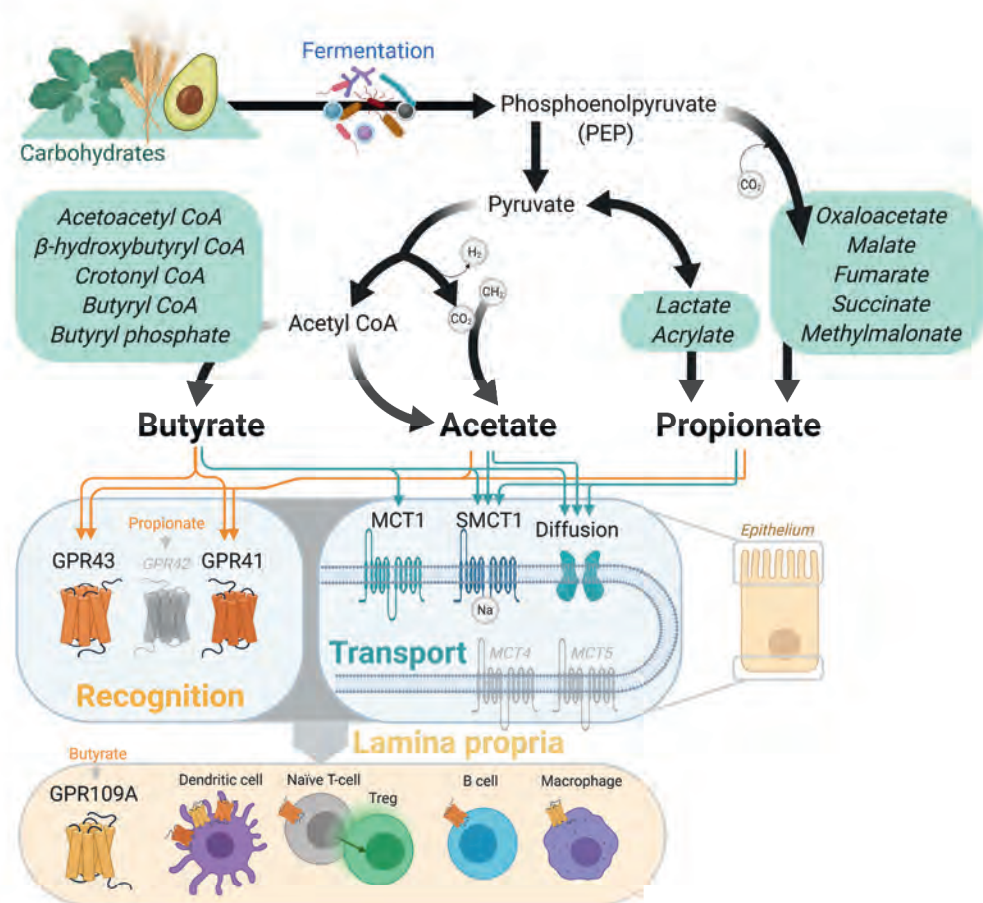 Fermentation
Carbohydrates
Phosphoenolpyruvate
(PEP)
CO₂
Pyruvate
Acetoacetyl CoA
β-hydroxybutyryl CoA
Crotonyl CoA
Butyryl CoA
Butyryl phosphate
Oxaloacetate
Malate
Fumarate
Succinate
Methylmalonate
H₂
CH₃
CO₂
Acetyl CoA
Lactate
Acrylate
Butyrate
Acetate
Propionate
Propionate
GPR43
GPR42
GPR41
Recognition
MCT1
SMCT1
Diffusion
Na
Transport
MCT4
MCT5
Epithelium
Lamina propria
Butyrate
GPR109A
Dendritic cell
Naïve T-cell
Treg
B cell
Macrophage